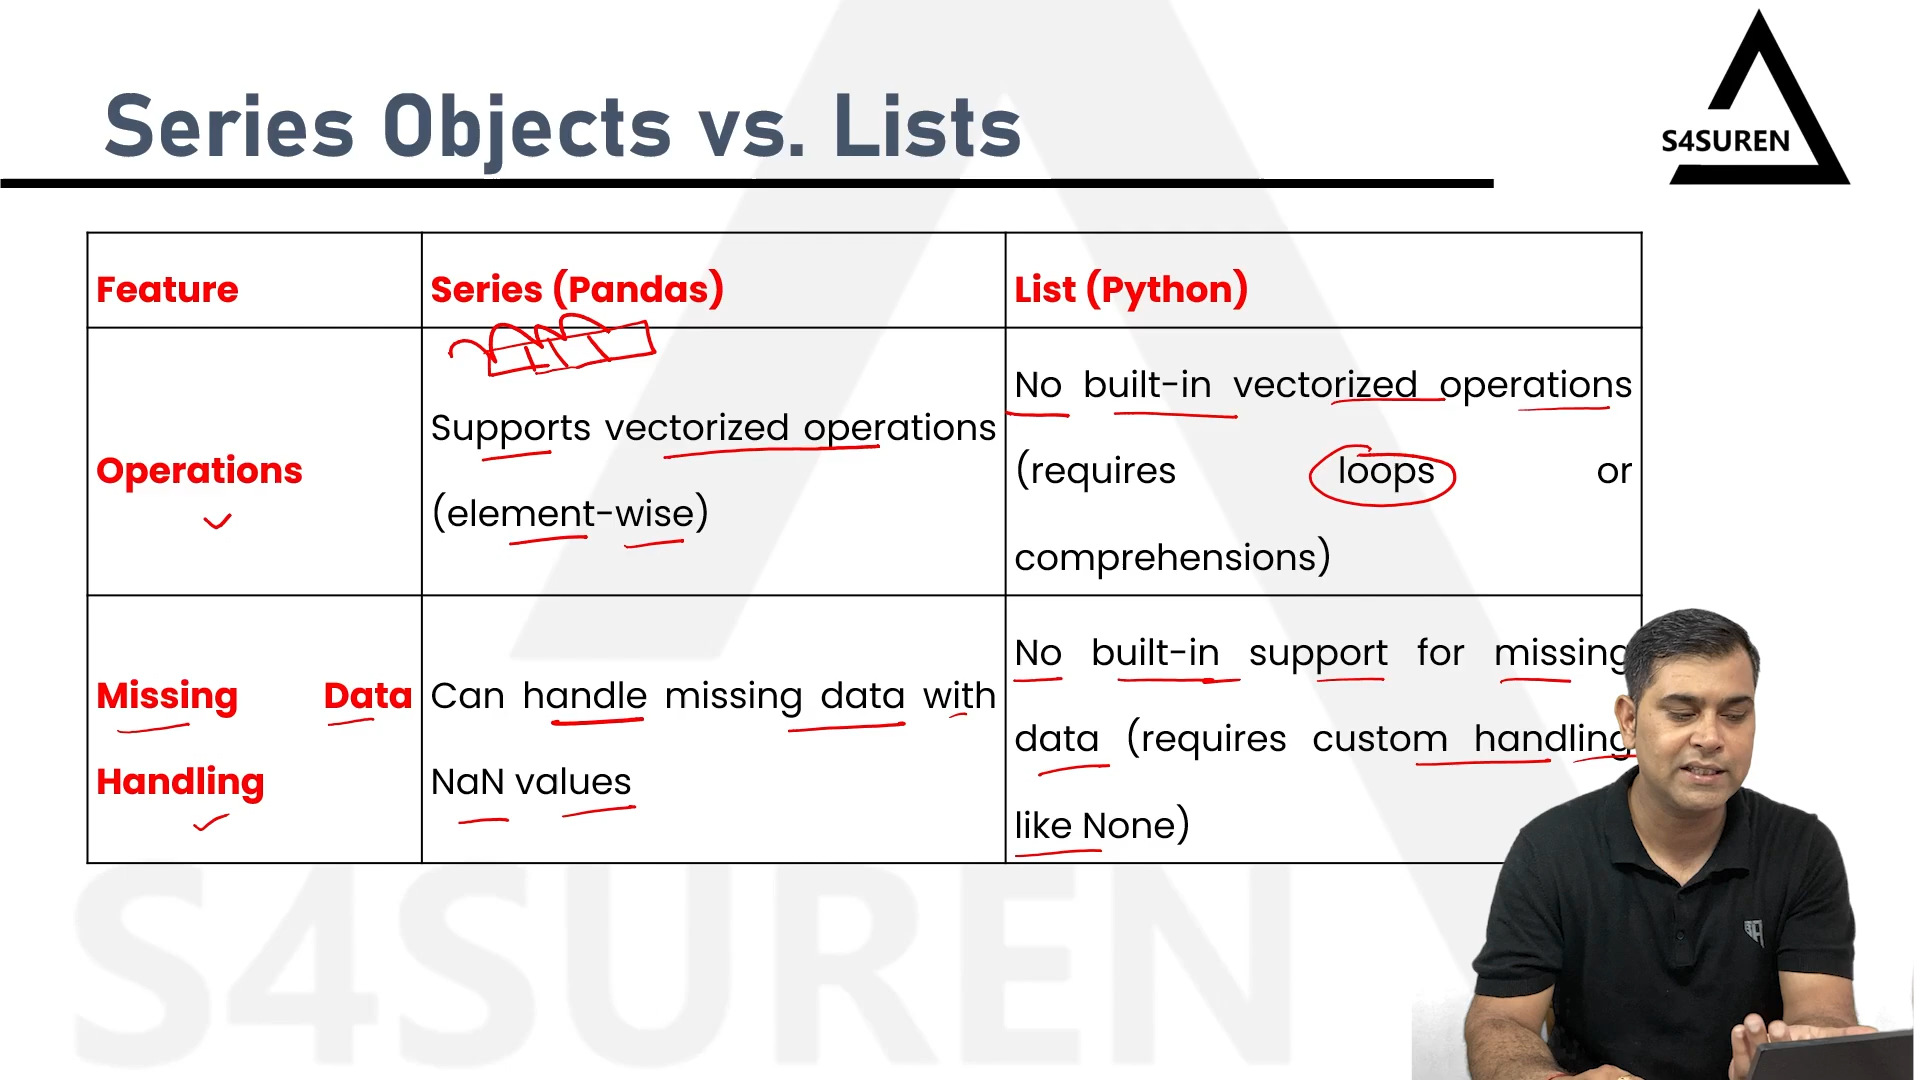 Series Objects vs. Lists
S4SUREN
Feature
Series (Pandas)
List (Python)
Operations
Supports vectorized operations
(element-wise)
No built-in vectorized operations
(requires loops or
comprehensions)
Missing Data
Handling
Can handle missing data with
NaN values
No built-in support for missing
data (requires custom handling
like None)
S4SUREN